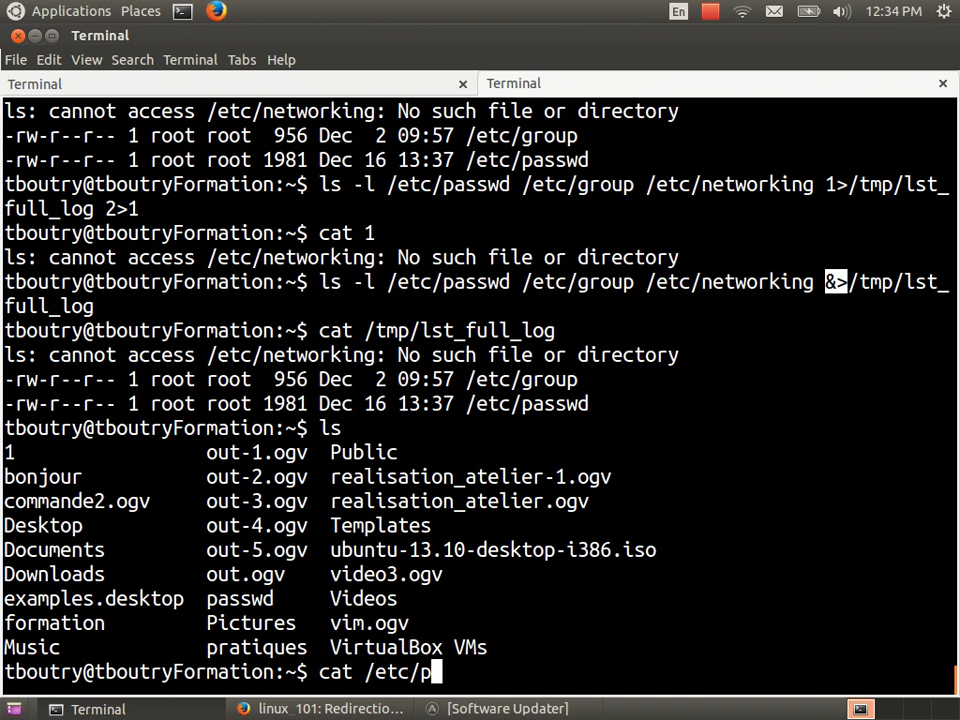 Applications Places En 12:34 PM
Terminal
File Edit View Search Terminal Tabs Help
Terminal × Terminal ×
ls: cannot access /etc/networking: No such file or directory
-rw-r--r-- 1 root root  956 Dec  2 09:57 /etc/group
-rw-r--r-- 1 root root 1981 Dec 16 13:37 /etc/passwd
tboutry@tboutryFormation:~$ ls -l /etc/passwd /etc/group /etc/networking 1>/tmp/lst_
full_log 2>1
tboutry@tboutryFormation:~$ cat 1
ls: cannot access /etc/networking: No such file or directory
tboutry@tboutryFormation:~$ ls -l /etc/passwd /etc/group /etc/networking &>/tmp/lst_
full_log
tboutry@tboutryFormation:~$ cat /tmp/lst_full_log
ls: cannot access /etc/networking: No such file or directory
-rw-r--r-- 1 root root  956 Dec  2 09:57 /etc/group
-rw-r--r-- 1 root root 1981 Dec 16 13:37 /etc/passwd
tboutry@tboutryFormation:~$ ls
1 out-1.ogv Public
bonjour out-2.ogv realisation_atelier-1.ogv
commande2.ogv out-3.ogv realisation_atelier.ogv
Desktop out-4.ogv Templates
Documents out-5.ogv ubuntu-13.10-desktop-i386.iso
Downloads out.ogv video3.ogv
examples.desktop passwd Videos
formation Pictures vim.ogv
Music pratiques VirtualBox VMs
tboutry@tboutryFormation:~$ cat /etc/p
Terminal linux_101: Redirectio... [Software Updater]